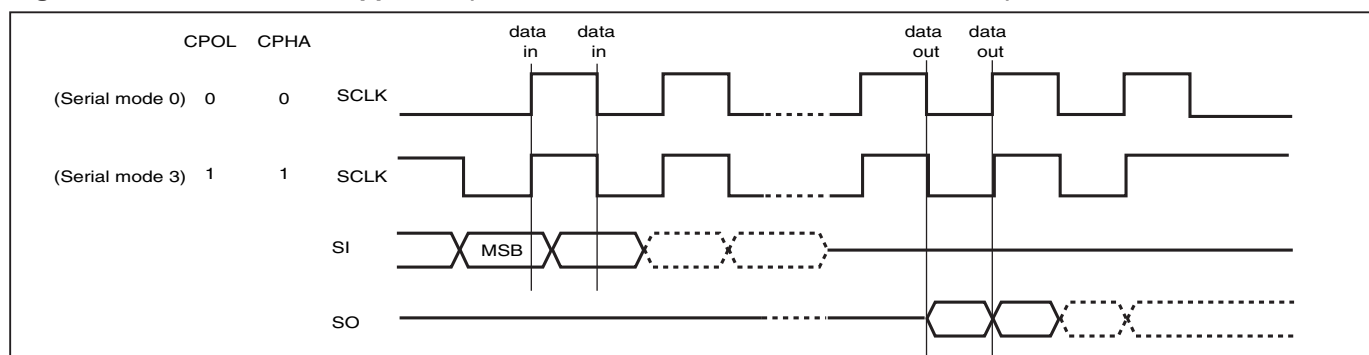 CPOL CPHA
data in
data in
data out
data out
(Serial mode 0) 0 0 SCLK
(Serial mode 3) 1 1 SCLK
SI MSB
SO